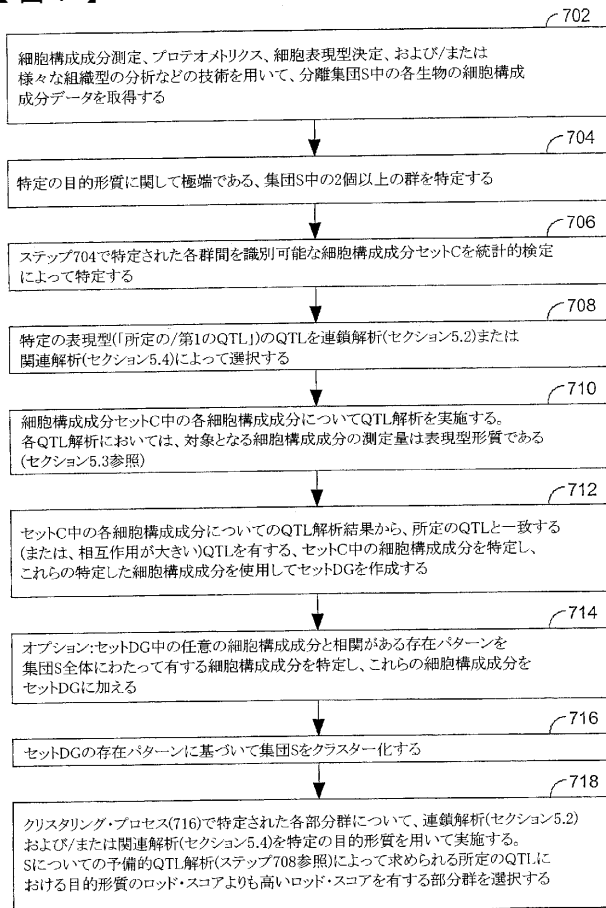 702
細胞構成成分測定、プロテオメトリクス、細胞表現型決定、および/または
様々な組織型の分析などの技術を用いて、分離集団S中の各生物の細胞構成
成分データを取得する
704
特定の目的形質に関して極端である、集団S中の2個以上の群を特定する
706
ステップ704で特定された各群間を識別可能な細胞構成成分セットCを統計的検定
によって特定する
708
特定の表現型(「所定の/第1のQTL」)のQTLを連鎖解析(セクション5.2)または
関連解析(セクション5.4)によって選択する
710
細胞構成成分セットC中の各細胞構成成分についてQTL解析を実施する。
各QTL解析においては、対象となる細胞構成成分の測定量は表現型形質である
(セクション5.3参照)
712
セットC中の各細胞構成成分についてのQTL解析結果から、所定のQTLと一致する
(または、相互作用が大きい)QTLを有する、セットC中の細胞構成成分を特定し、
これらの特定した細胞構成成分を使用してセットDGを作成する
714
オプション:セットDG中の任意の細胞構成成分と相関がある存在パターンを
集団S全体にわたって有する細胞構成成分を特定し、これらの細胞構成成分を
セットDGに加える
716
セットDGの存在パターンに基づいて集団Sをクラスター化する
718
クリスタリング・プロセス(716)で特定された各部分群について、連鎖解析(セクション5.2)
および/または関連解析(セクション5.4)を特定の目的形質を用いて実施する。
Sについての予備的QTL解析(ステップ708参照)によって求められる所定のQTLに
おける目的形質のロッド・スコアよりも高いロッド・スコアを有する部分群を選択する